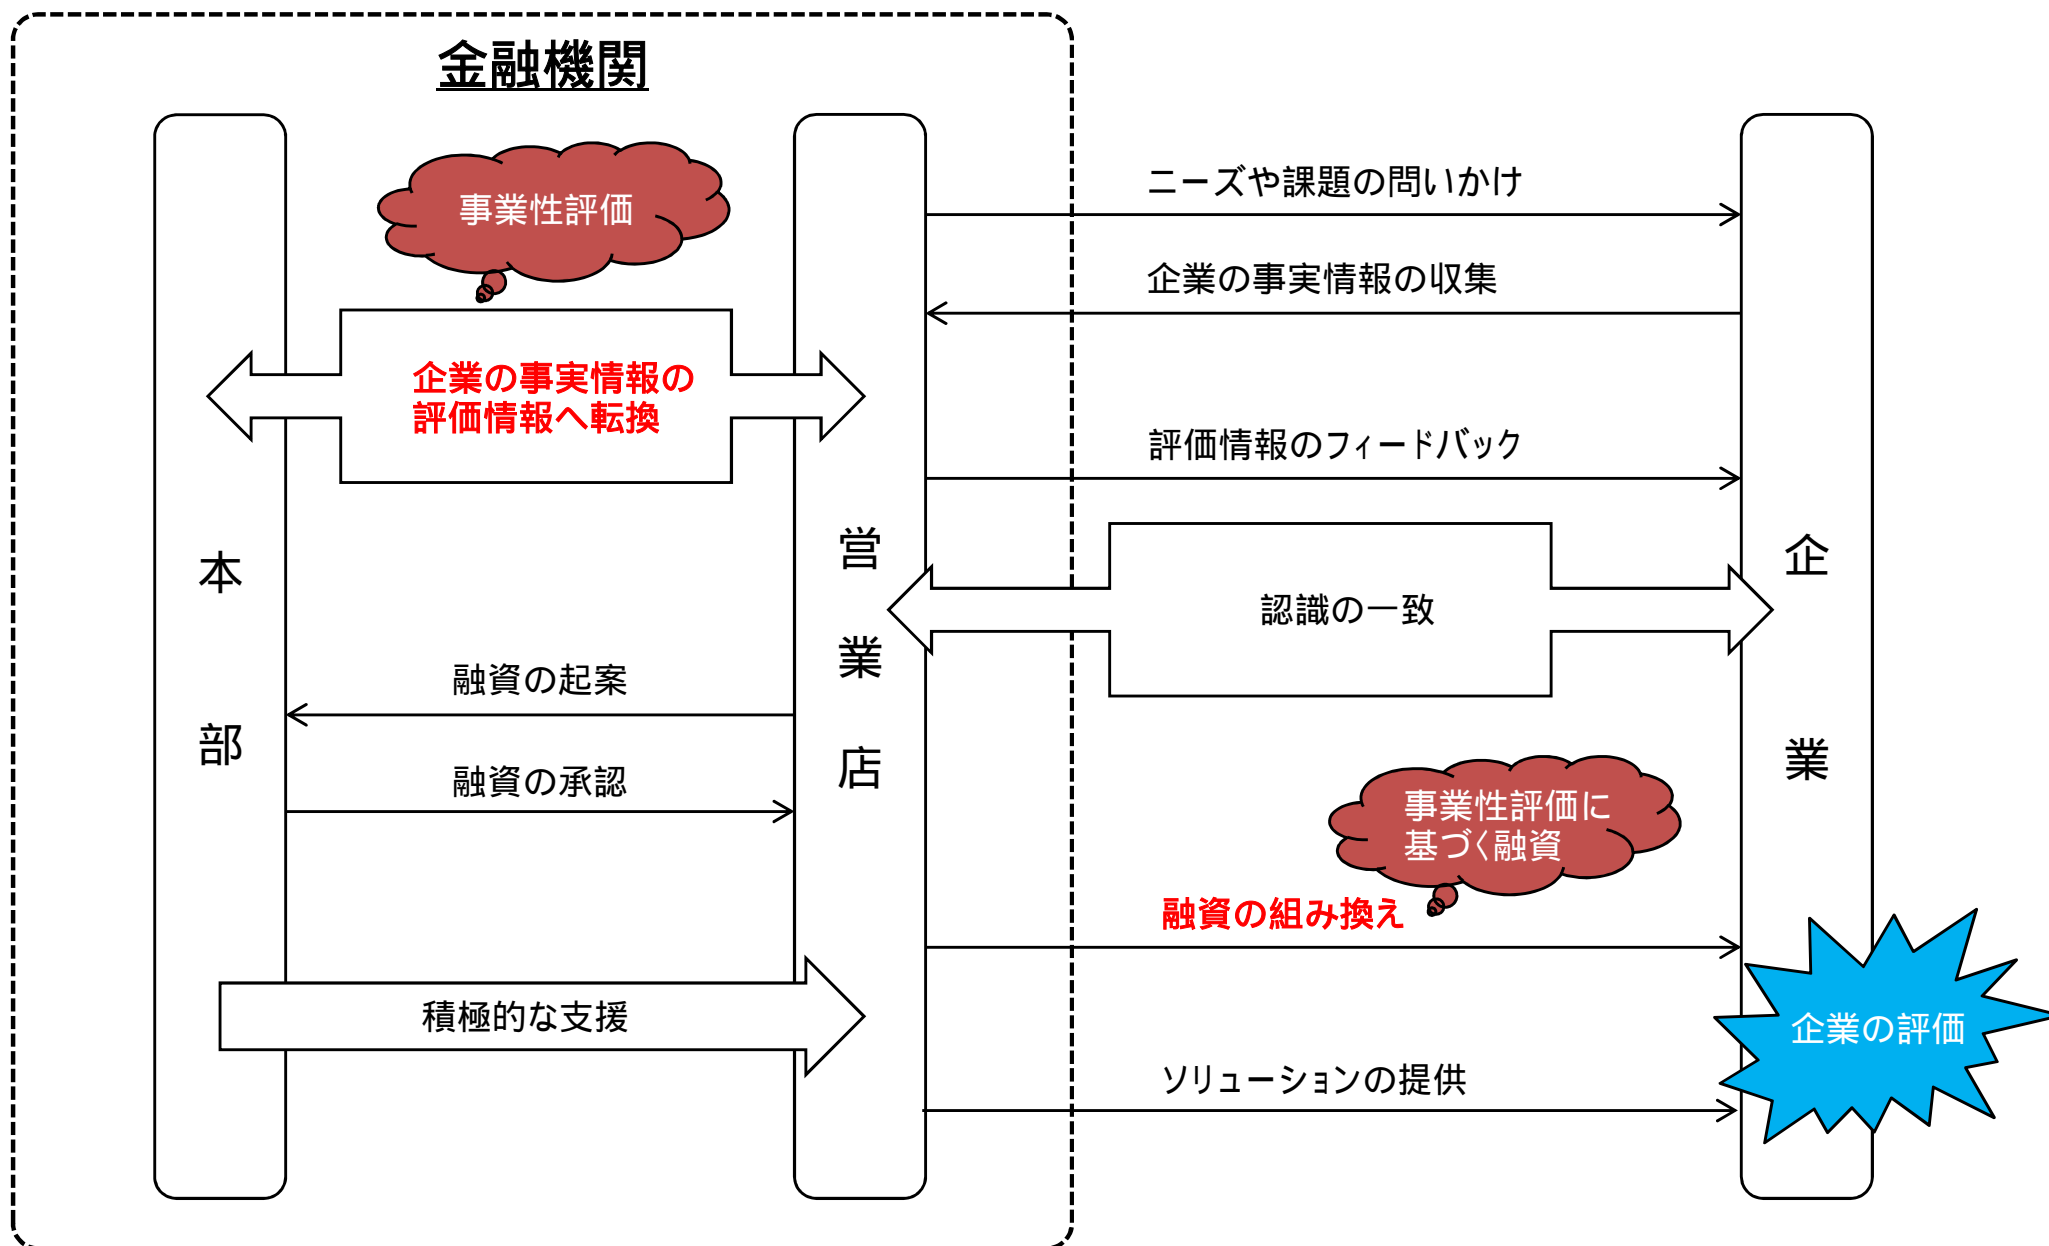 金融機関
事業性評価
ニーズや課題の問いかけ
企業の事実情報の収集
企業の事実情報の
評価情報へ転換
評価情報のフィードバック
本部
営業店
企業
認識の一致
融資の起案
融資の承認
事業性評価に
基づく融資
融資の組み換え
積極的な支援
企業の評価
ソリューションの提供